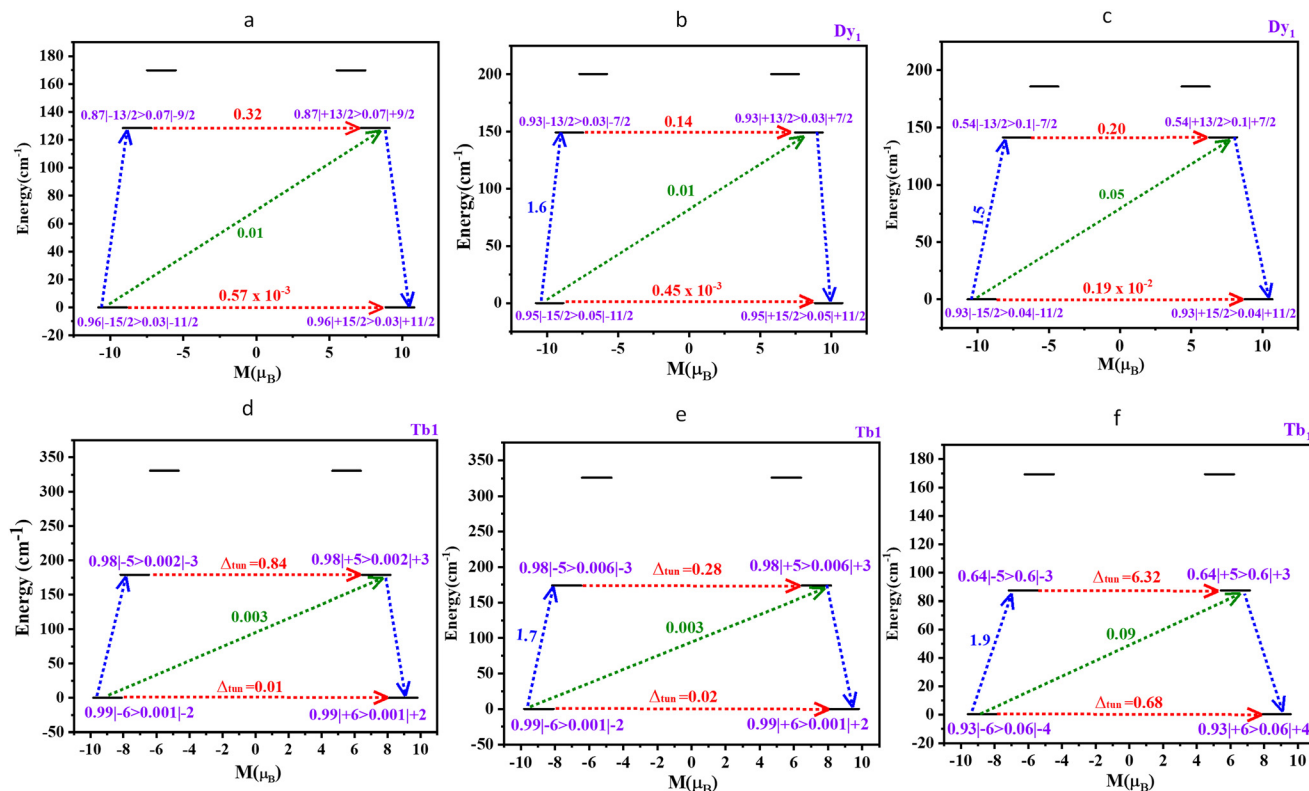 a
180
160
140
120
100
80
60
40
20
0
-20
Energy(cm-1)
0.87|-13/2>0.07|-9/2
0.87|+13/2>0.07|+9/2
0.32
0.01
0.57 x 10-3
0.96|-15/2>0.03|-11/2
0.96|+15/2>0.03|+11/2
-10 -5 0 5 10
M(μB)
b
Dy1
200
150
100
50
0
Energy(cm-1)
0.93|-13/2>0.03|-7/2
0.93|+13/2>0.03|+7/2
0.14
0.01
1.6
0.45 x 10-3
0.95|-15/2>0.05|-11/2
0.95|+15/2>0.05|+11/2
-10 -5 0 5 10
M(μB)
c
Dy1
200
150
100
50
0
Energy(cm-1)
0.54|-13/2>0.1|-7/2
0.54|+13/2>0.1|+7/2
0.20
0.05
1.5
0.19 x 10-2
0.93|-15/2>0.04|-11/2
0.93|+15/2>0.04|+11/2
-10 -5 0 5 10
M(μB)
d
Tb1
350
300
250
200
150
100
50
0
-50
Energy (cm-1)
0.98|-5>0.002|-3
0.98|+5>0.002|+3
Δtun=0.84
0.003
Δtun=0.01
0.99|-6>0.001|-2
0.99|+6>0.001|+2
-10 -8 -6 -4 -2 0 2 4 6 8 10
M(μB)
e
Tb1
350
300
250
200
150
100
50
0
-50
Energy(cm-1)
0.98|-5>0.006|-3
0.98|+5>0.006|+3
Δtun=0.28
0.003
1.7
Δtun=0.02
0.99|-6>0.001|-2
0.99|+6>0.001|+2
-10 -8 -6 -4 -2 0 2 4 6 8 10
M(μB)
f
Tb1
180
160
140
120
100
80
60
40
20
0
-20
Energy(cm-1)
0.64|-5>0.6|-3
0.64|+5>0.6|+3
Δtun=6.32
0.09
1.9
Δtun=0.68
0.93|-6>0.06|-4
0.93|+6>0.06|+4
-10 -8 -6 -4 -2 0 2 4 6 8 10
M(μB)